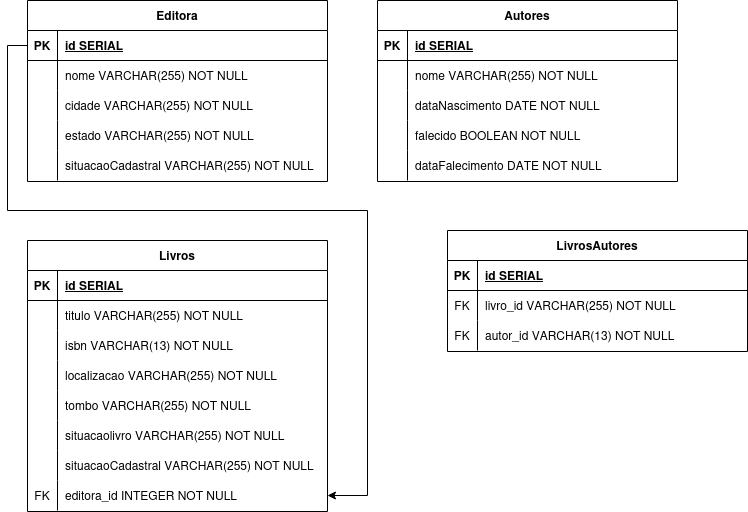 Editora
PK id SERIAL
nome VARCHAR(255) NOT NULL
cidade VARCHAR(255) NOT NULL
estado VARCHAR(255) NOT NULL
situacaoCadastral VARCHAR(255) NOT NULL
Autores
PK id SERIAL
nome VARCHAR(255) NOT NULL
dataNascimento DATE NOT NULL
falecido BOOLEAN NOT NULL
dataFalecimento DATE NOT NULL
Livros
PK id SERIAL
titulo VARCHAR(255) NOT NULL
isbn VARCHAR(13) NOT NULL
localizacao VARCHAR(255) NOT NULL
tombo VARCHAR(255) NOT NULL
situacaolivro VARCHAR(255) NOT NULL
situacaoCadastral VARCHAR(255) NOT NULL
FK editora_id INTEGER NOT NULL
LivrosAutores
PK id SERIAL
FK livro_id VARCHAR(255) NOT NULL
FK autor_id VARCHAR(13) NOT NULL